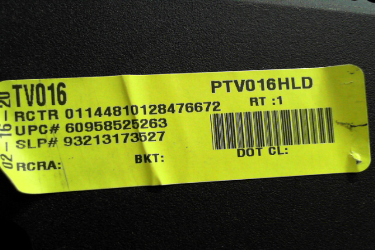 TV016
PTV016HLD
RCTR 01144810128476672
RT :1
UPC# 60958525263
SLP# 93213173527
RCRA:
BKT:
DOT CL:
02-16-20